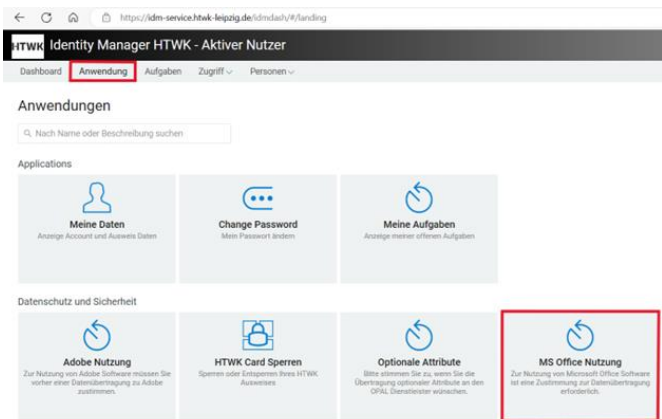 https://idm-service.htwk-leipzig.de/idmdash/#/landing
HTWK Identity Manager HTWK - Aktiver Nutzer
Dashboard Anwendung Aufgaben Zugriff Personen
Anwendungen
Nach Name oder Beschreibung suchen
Applications
Meine Daten
Anzeige Account und Ausweis Daten
Change Password
Mein Passwort ändern
Meine Aufgaben
Anzeige meiner offenen Aufgaben
Datenschutz und Sicherheit
Adobe Nutzung
Zur Nutzung von Adobe Software müssen Sie
vorher einer Datenübertragung zu Adobe
zustimmen.
HTWK Card Sperren
Sperren oder Entsperren Ihres HTWK
Ausweises
Optionale Attribute
Bitte stimmen Sie zu, wenn Sie die
Übertragung optionaler Attribute an den
OPAL Dienstleister wünschen.
MS Office Nutzung
Zur Nutzung von Microsoft Office Software
ist eine Zustimmung zur Datenübertragung
erforderlich.